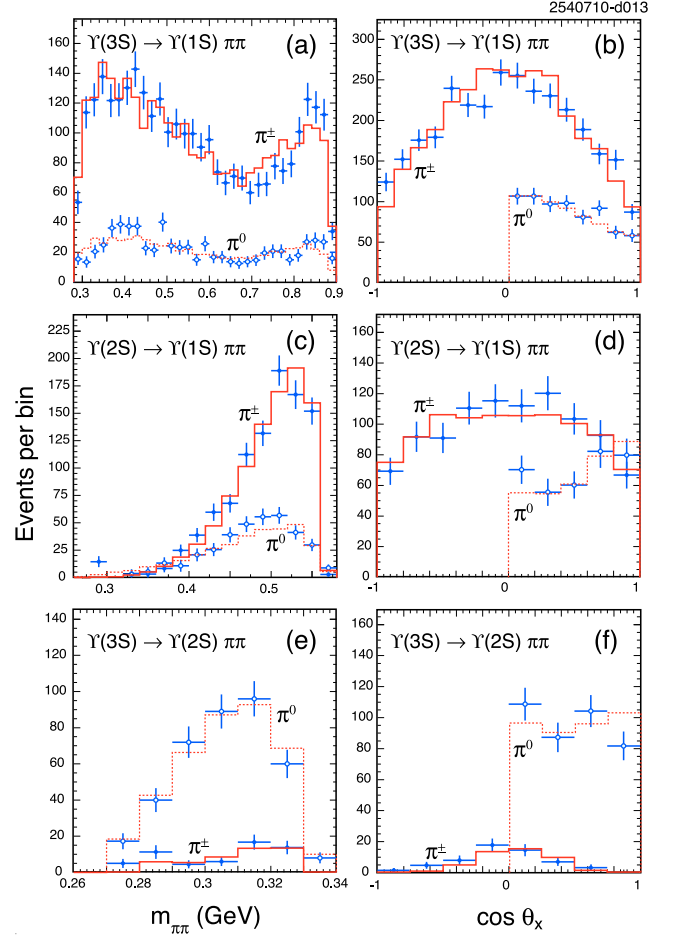 2540710-d013
ϒ(3S) → ϒ(1S) ππ (a)
160
140
120
100
80
60
40
20
0
π±
π0
0.3 0.4 0.5 0.6 0.7 0.8 0.9
ϒ(3S) → ϒ(1S) ππ (b)
250
200
150
100
50
0
π±
π0
-1 0 1
ϒ(2S) → ϒ(1S) ππ (c)
225
200
175
150
125
100
75
50
25
0
π±
π0
0.3 0.4 0.5
ϒ(2S) → ϒ(1S) ππ (d)
160
140
120
100
80
60
40
20
0
π±
π0
-1 0 1
Events per bin
ϒ(3S) → ϒ(2S) ππ (e)
140
120
100
80
60
40
20
0
π0
π±
0.26 0.28 0.3 0.32 0.34
mππ (GeV)
ϒ(3S) → ϒ(2S) ππ (f)
160
140
120
100
80
60
40
20
0
π0
π±
-1 0 1
cos θx